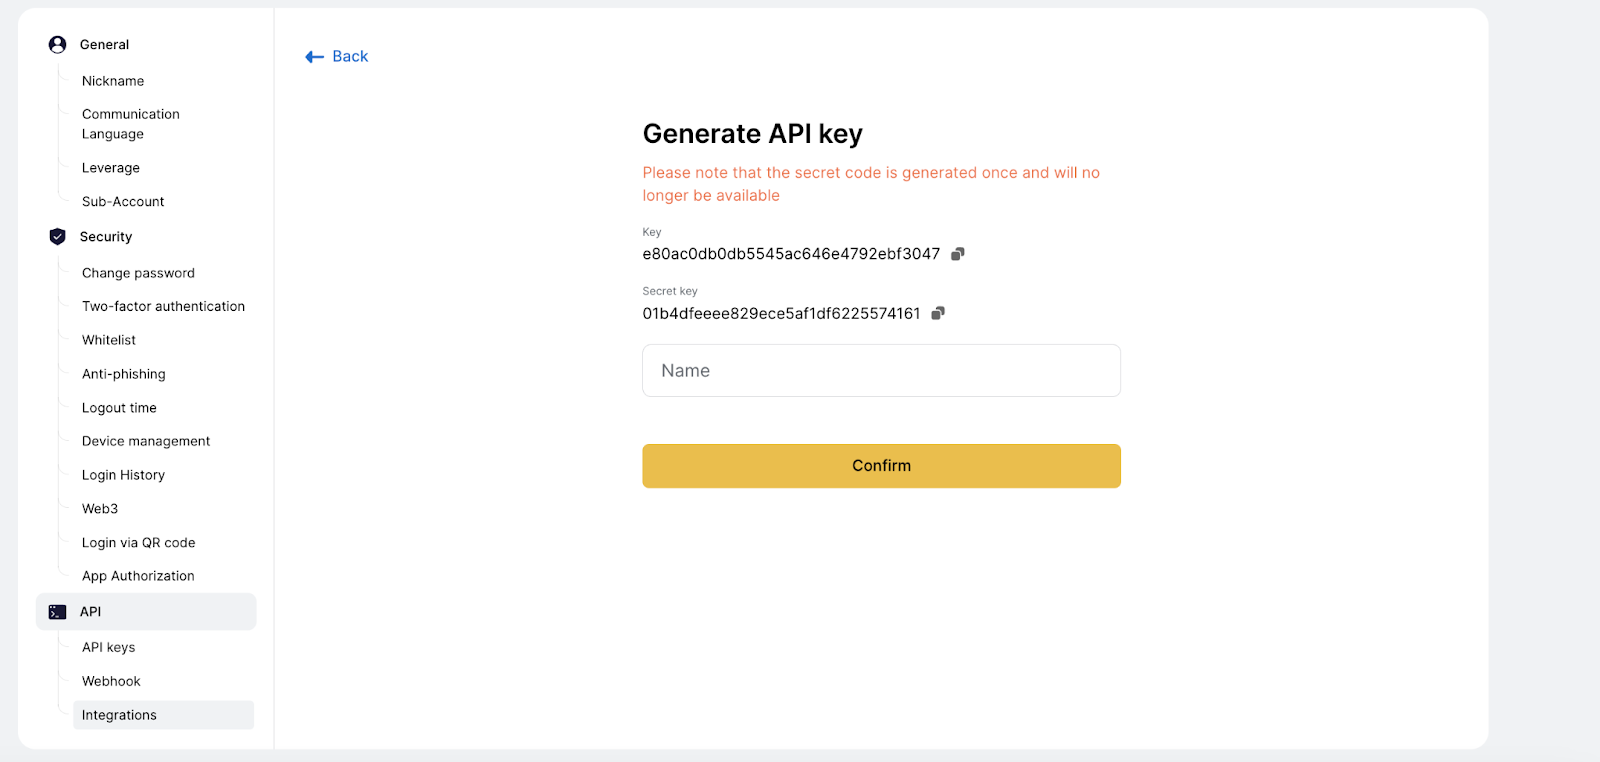 General
Nickname
Communication
Language
Leverage
Sub-Account
Security
Change password
Two-factor authentication
Whitelist
Anti-phishing
Logout time
Device management
Login History
Web3
Login via QR code
App Authorization
API
API keys
Webhook
Integrations
Back
Generate API key
Please note that the secret code is generated once and will no
longer be available
Key
e80ac0db0db5545ac646e4792ebf3047
Secret key
01b4dfeeee829ece5af1df6225574161
Name
Confirm